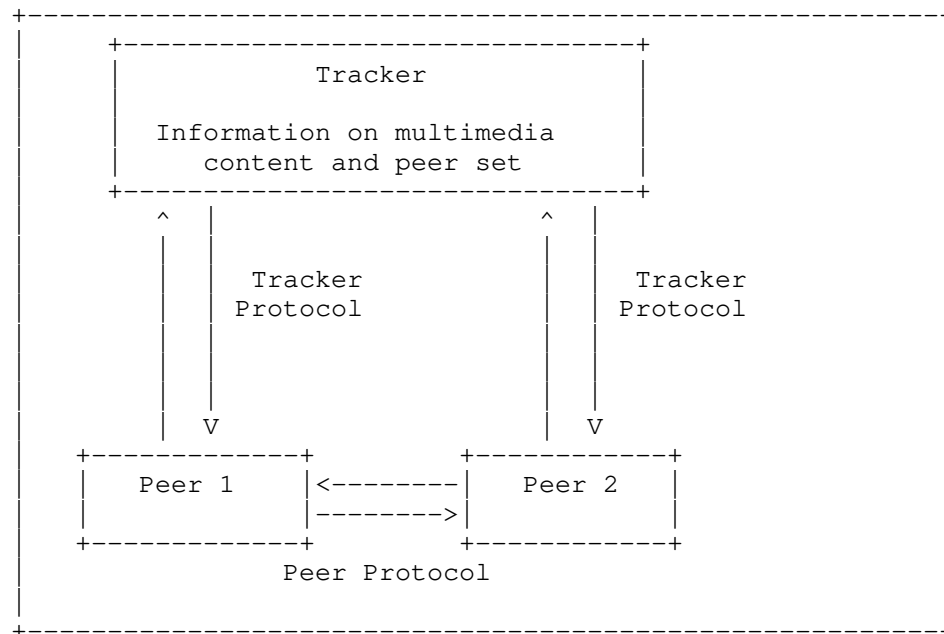 Tracker
Information on multimedia
content and peer set
Tracker Tracker
Protocol Protocol
Peer 1 Peer 2
Peer Protocol